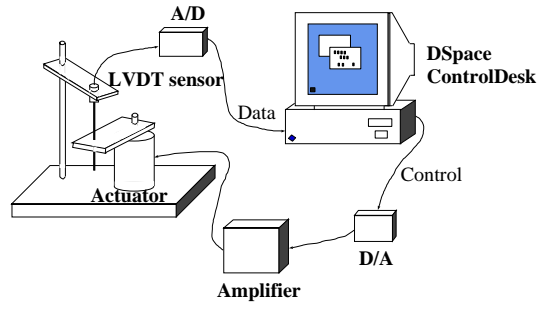 A/D
LVDT sensor
DSpace
ControlDesk
Data
Control
Actuator
D/A
Amplifier